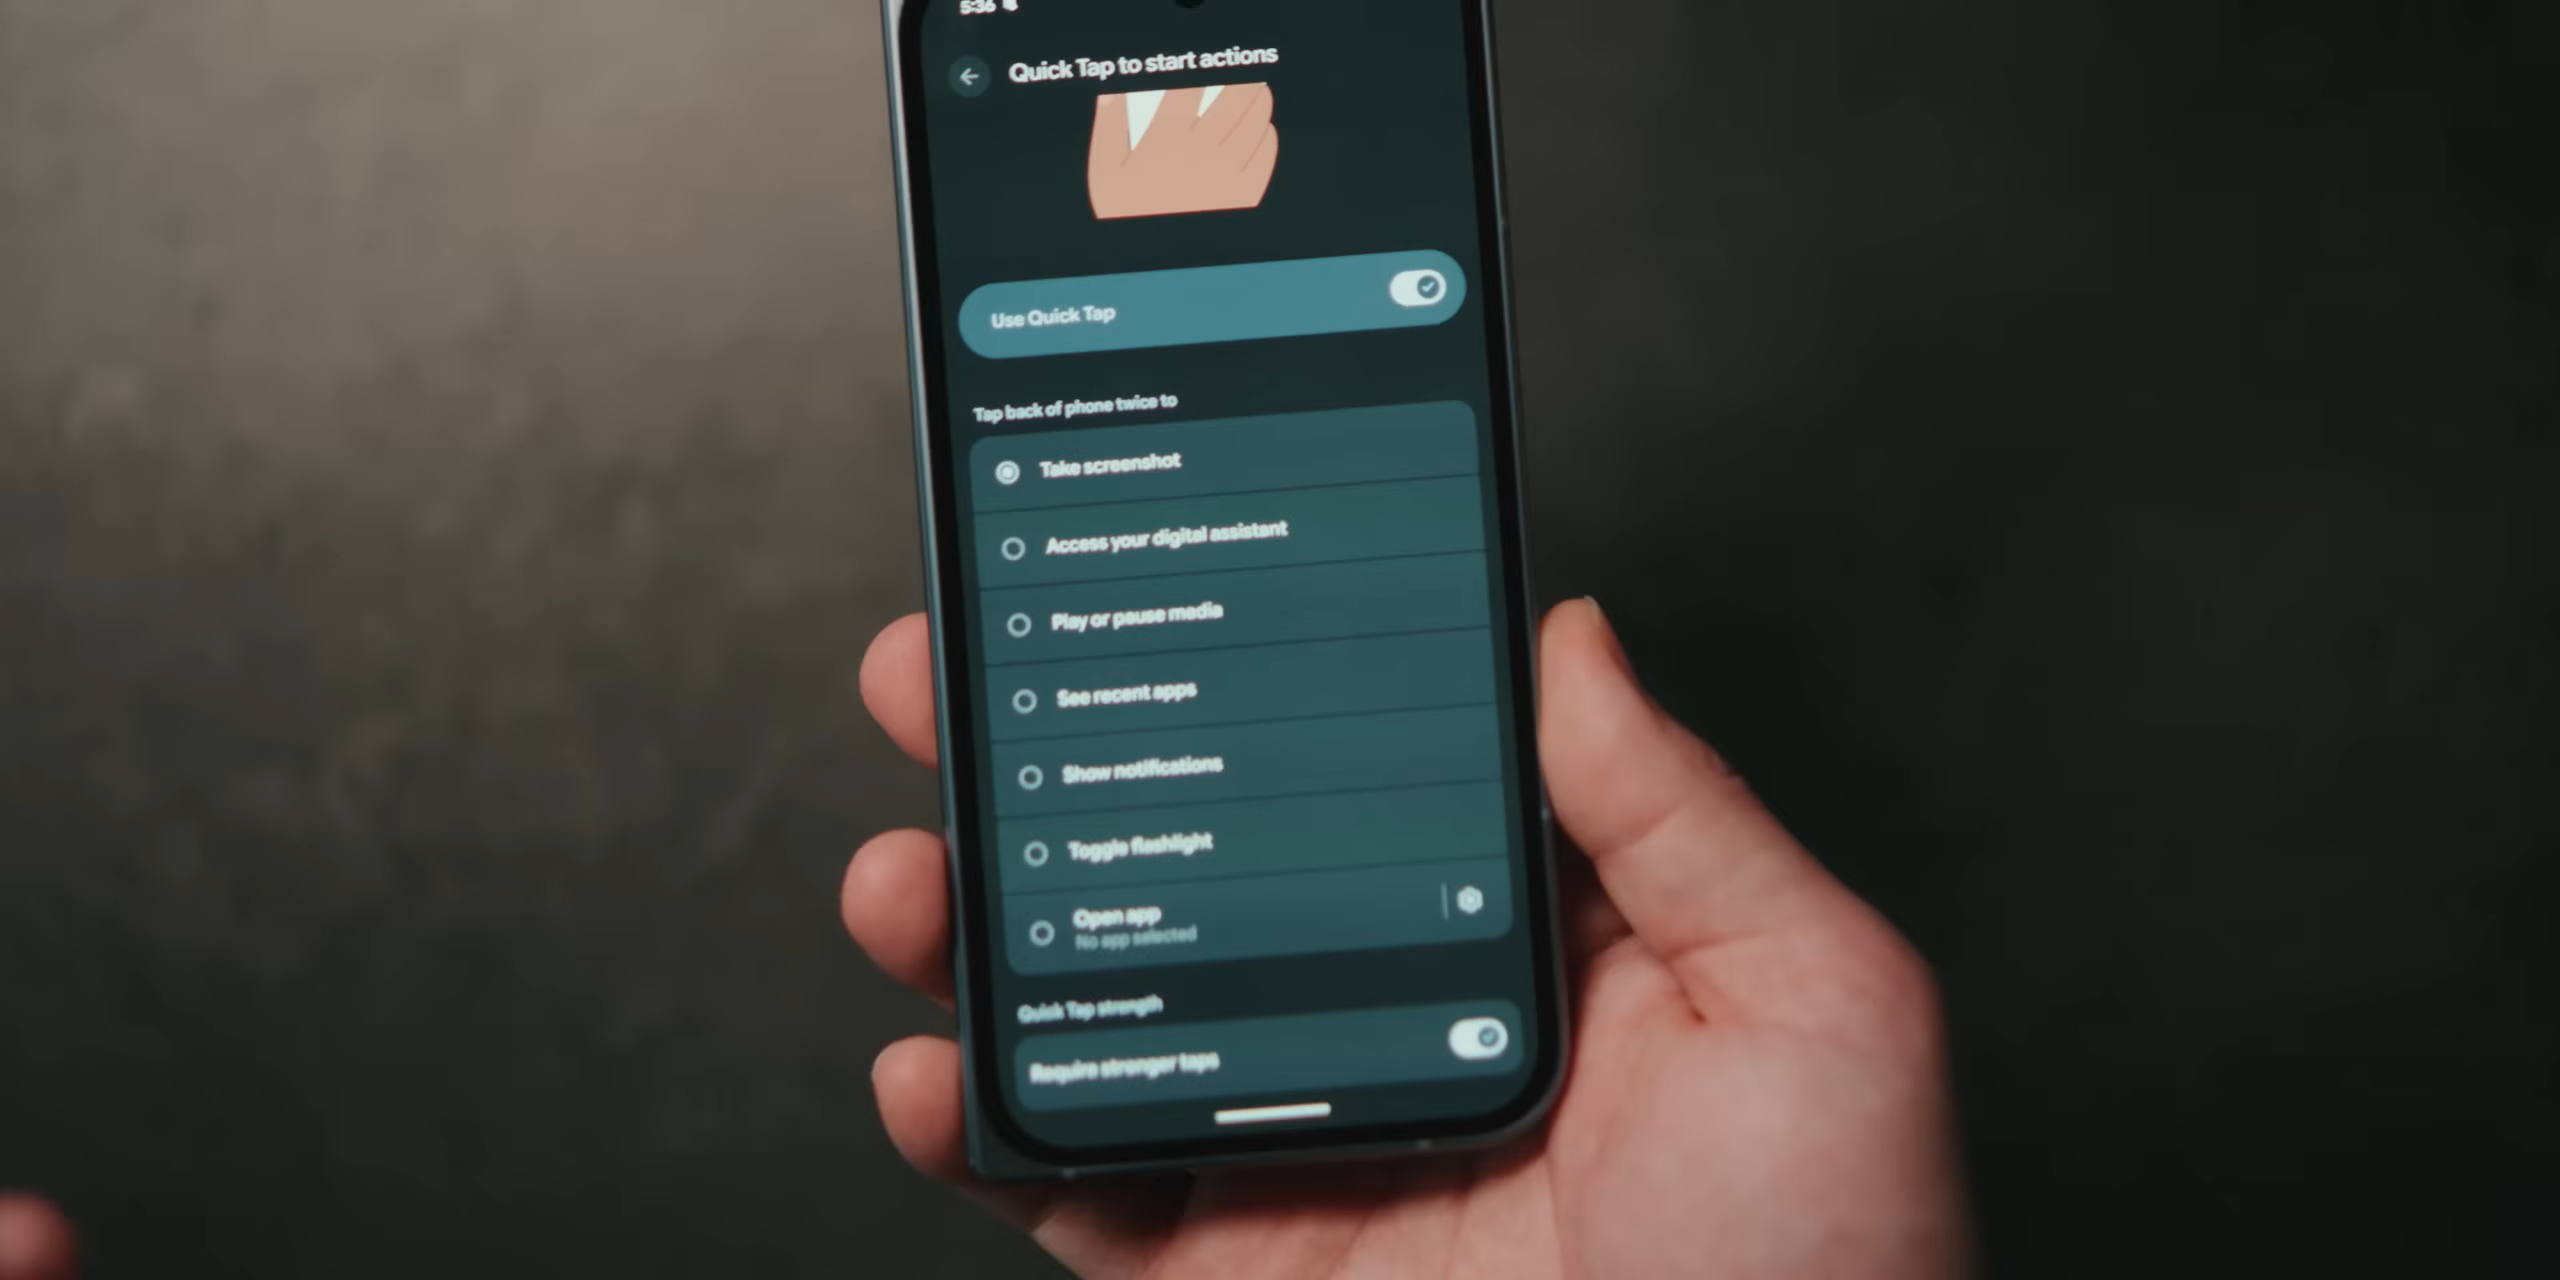 5:36
Quick Tap to start actions
Use Quick Tap
Tap back of phone twice to
Take screenshot
Access your digital assistant
Play or pause media
See recent apps
Show notifications
Toggle flashlight
Open app
No app selected
Quick Tap strength
Require stronger taps